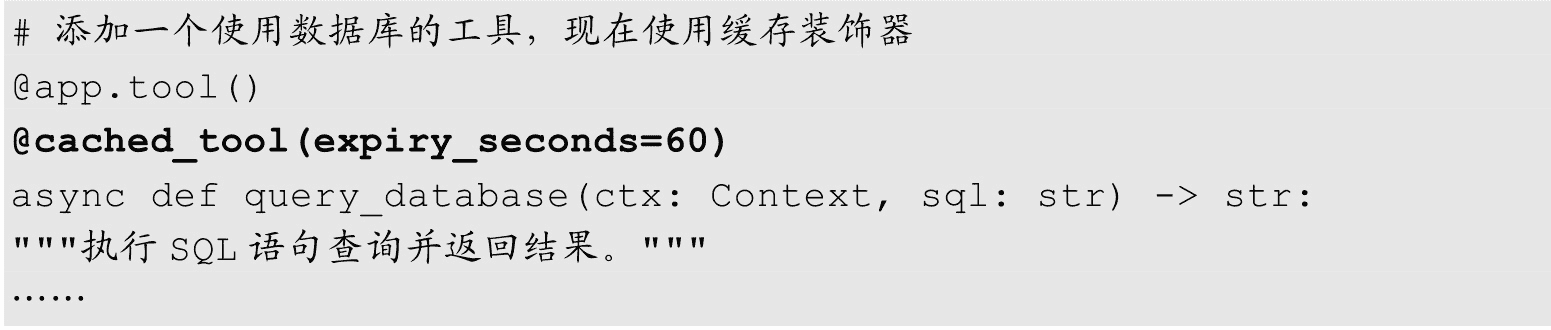 # 添加一个使用数据库的工具，现在使用缓存装饰器
@app.tool()
@cached_tool(expiry_seconds=60)
async def query_database(ctx: Context, sql: str) -> str:
"""执行 SQL 语句查询并返回结果。"""
……